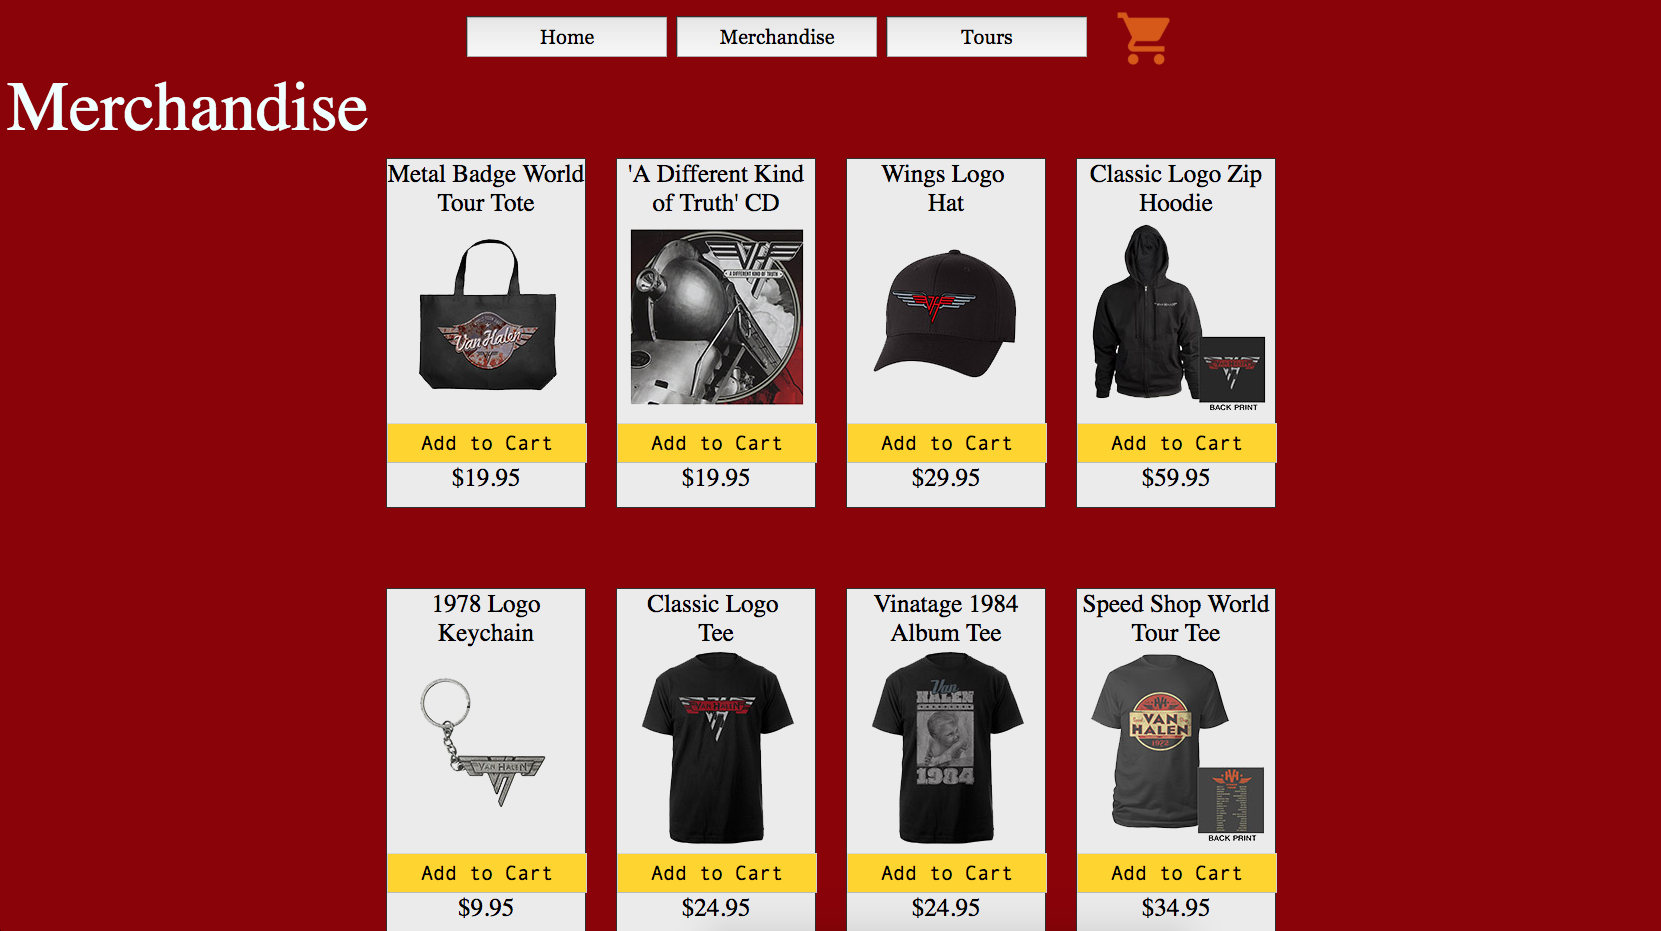 Home Merchandise Tours
Merchandise
Metal Badge World
Tour Tote
'A Different Kind
of Truth' CD
Wings Logo
Hat
Classic Logo Zip
Hoodie
Van Halen
VH
A DIFFERENT KIND OF TRUTH
BACK PRINT
Add to Cart Add to Cart Add to Cart Add to Cart
$19.95 $19.95 $29.95 $59.95
1978 Logo
Keychain
Classic Logo
Tee
Vinatage 1984
Album Tee
Speed Shop World
Tour Tee
VAN HALEN
VAN HALEN
Van
HALEN
1984
VAN
HALEN
1972
BACK PRINT
Add to Cart Add to Cart Add to Cart Add to Cart
$9.95 $24.95 $24.95 $34.95